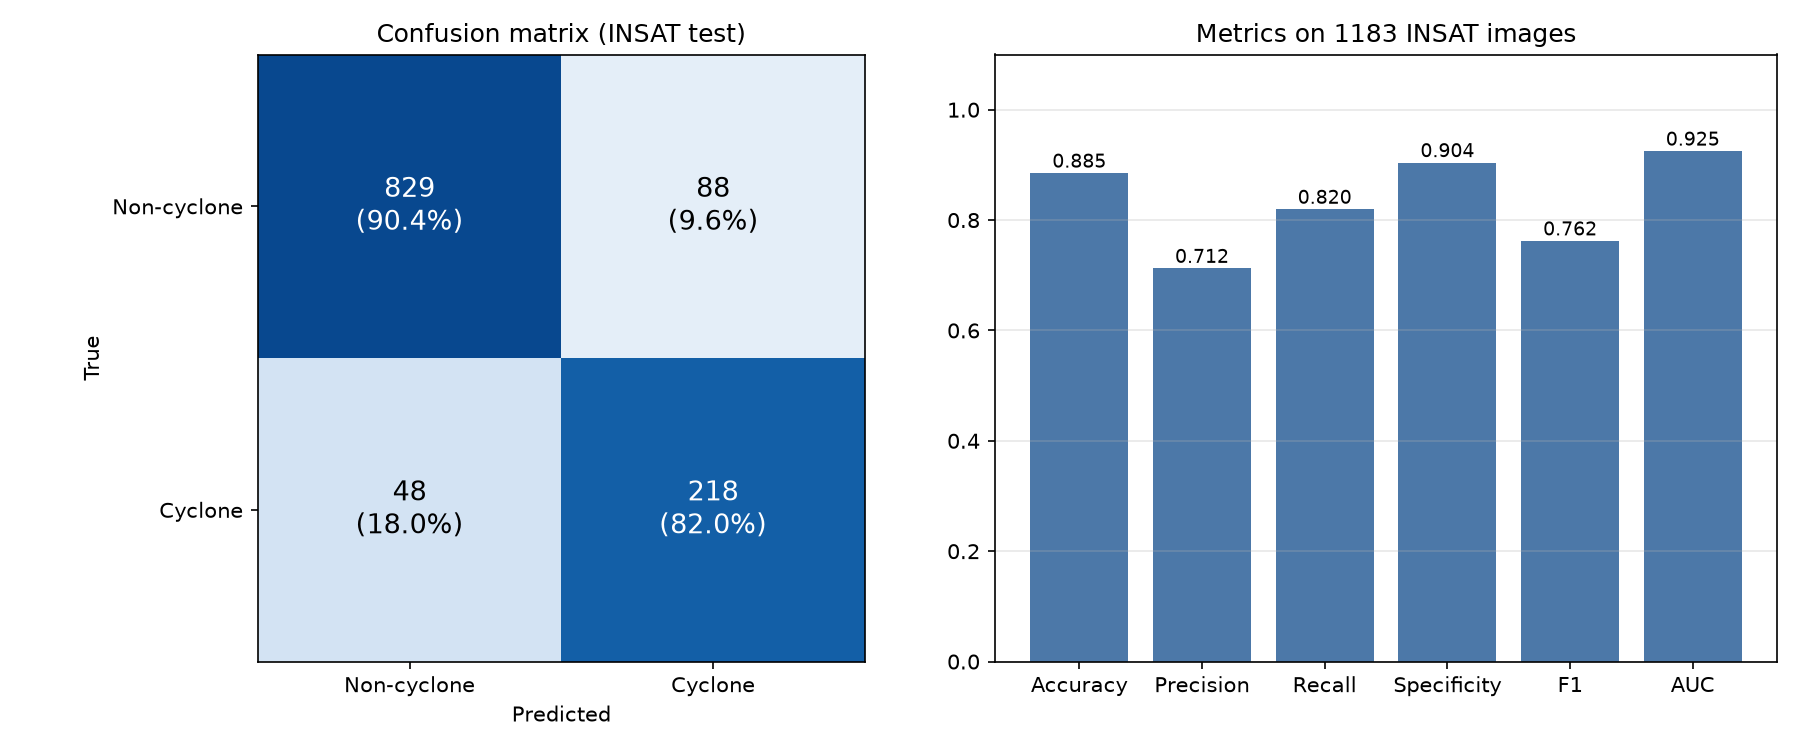 Confusion matrix (INSAT test)
True
Non-cyclone
829
(90.4%)
88
(9.6%)
Cyclone
48
(18.0%)
218
(82.0%)
Non-cyclone
Cyclone
Predicted
Metrics on 1183 INSAT images
1.0
0.8
0.6
0.4
0.2
0.0
0.885
0.712
0.820
0.904
0.762
0.925
Accuracy
Precision
Recall
Specificity
F1
AUC